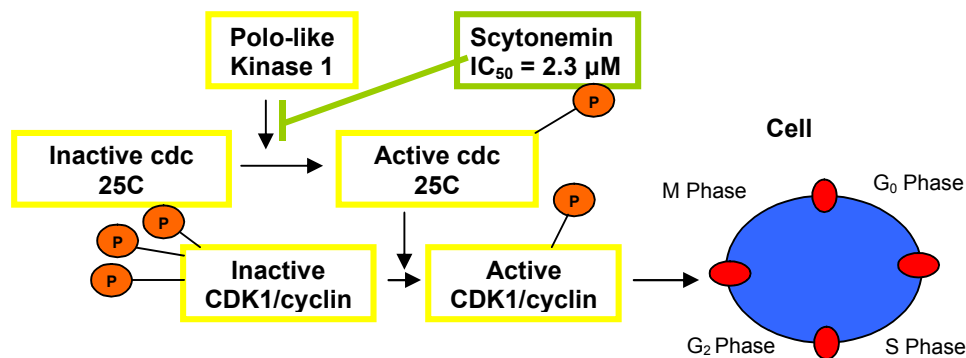 Polo-like
Kinase 1
Scytonemin
IC₅₀ = 2.3 µM
P
Cell
Inactive cdc
25C
Active cdc
25C
M Phase
G₀ Phase
P
P
P
P
Inactive
CDK1/cyclin
Active
CDK1/cyclin
G₂ Phase
S Phase